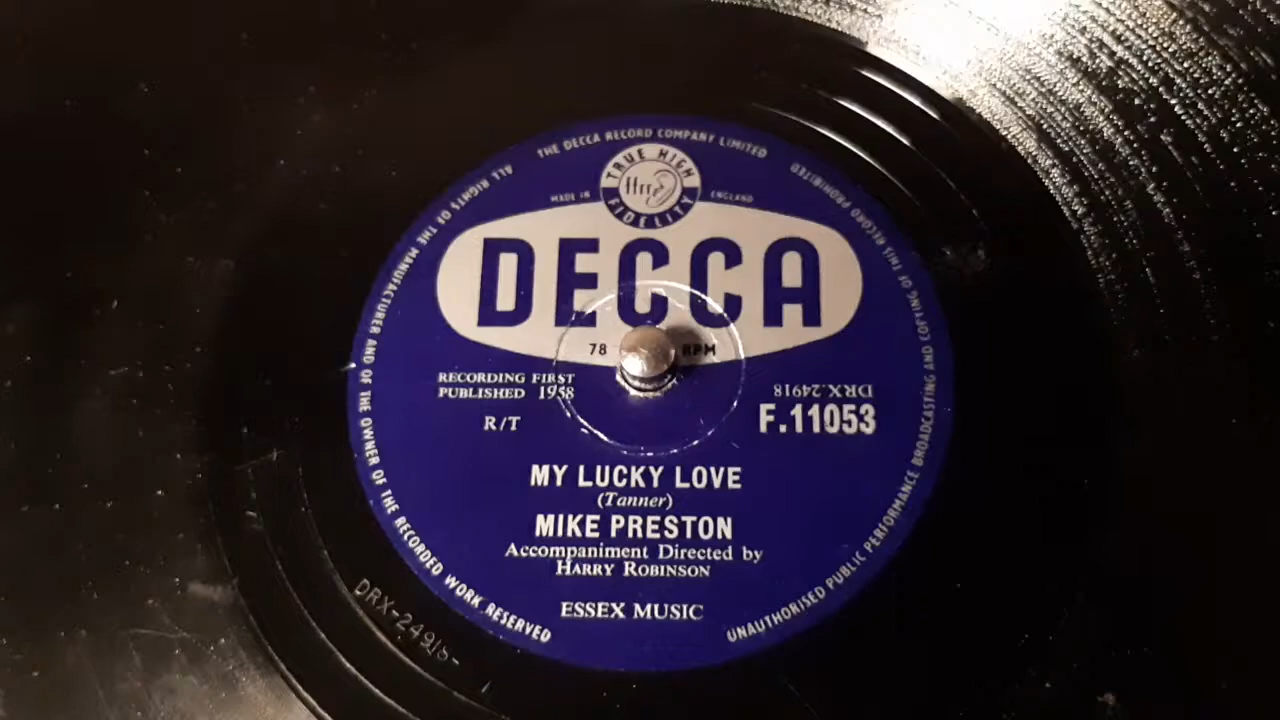 THE DECCA RECORD COMPANY LIMITED
ALL RIGHTS OF THE MANUFACTURER AND OF THE OWNER OF THE RECORDED WORK RESERVED
UNAUTHORISED PUBLIC PERFORMANCE BROADCASTING AND COPYING OF THIS RECORD PROHIBITED
TRUE HIGH
ffrr
FIDELITY
MADE IN ENGLAND
DECCA
78 RPM
RECORDING FIRST
PUBLISHED 1958
R/T
DRX.24918
F.11053
MY LUCKY LOVE
(Tanner)
MIKE PRESTON
Accompaniment Directed by
HARRY ROBINSON
ESSEX MUSIC
DRX-24918-